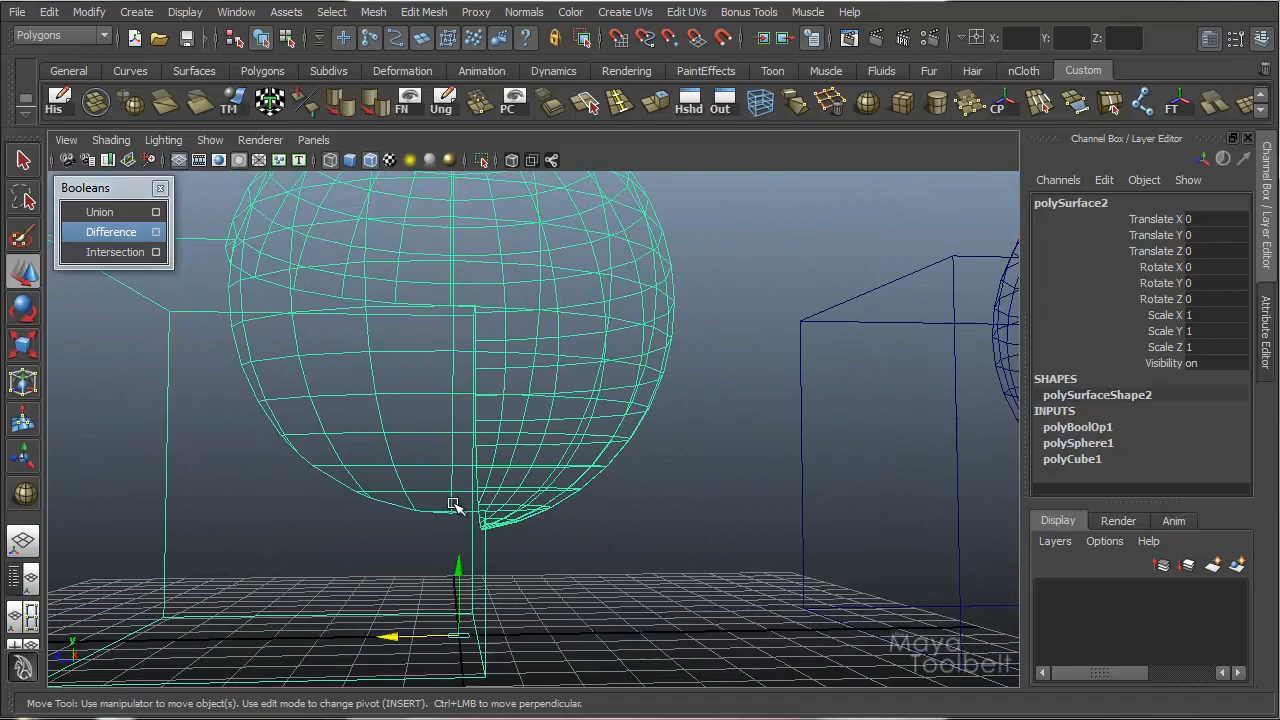 File Edit Modify Create Display Window Assets Select Mesh Edit Mesh Proxy Normals Color Create UVs Edit UVs Bonus Tools Muscle Help
Polygons X: Y: Z:
General Curves Surfaces Polygons Subdivs Deformation Animation Dynamics Rendering PaintEffects Toon Muscle Fluids Fur Hair nCloth Custom
His TM FN Ung PC Hshd Out CP FT
View Shading Lighting Show Renderer Panels
Channel Box / Layer Editor
Booleans
Union
Difference
Intersection
Channels Edit Object Show
polySurface2
Translate X 0
Translate Y 0
Translate Z 0
Rotate X 0
Rotate Y 0
Rotate Z 0
Scale X 1
Scale Y 1
Scale Z 1
Visibility on
SHAPES
polySurfaceShape2
INPUTS
polyBoolOp1
polySphere1
polyCube1
Channel Box / Layer Editor
Attribute Editor
Display Render Anim
Layers Options Help
y
x
Maya
Toolbelt
Move Tool: Use manipulator to move object(s). Use edit mode to change pivot (INSERT). Ctrl+LMB to move perpendicular.